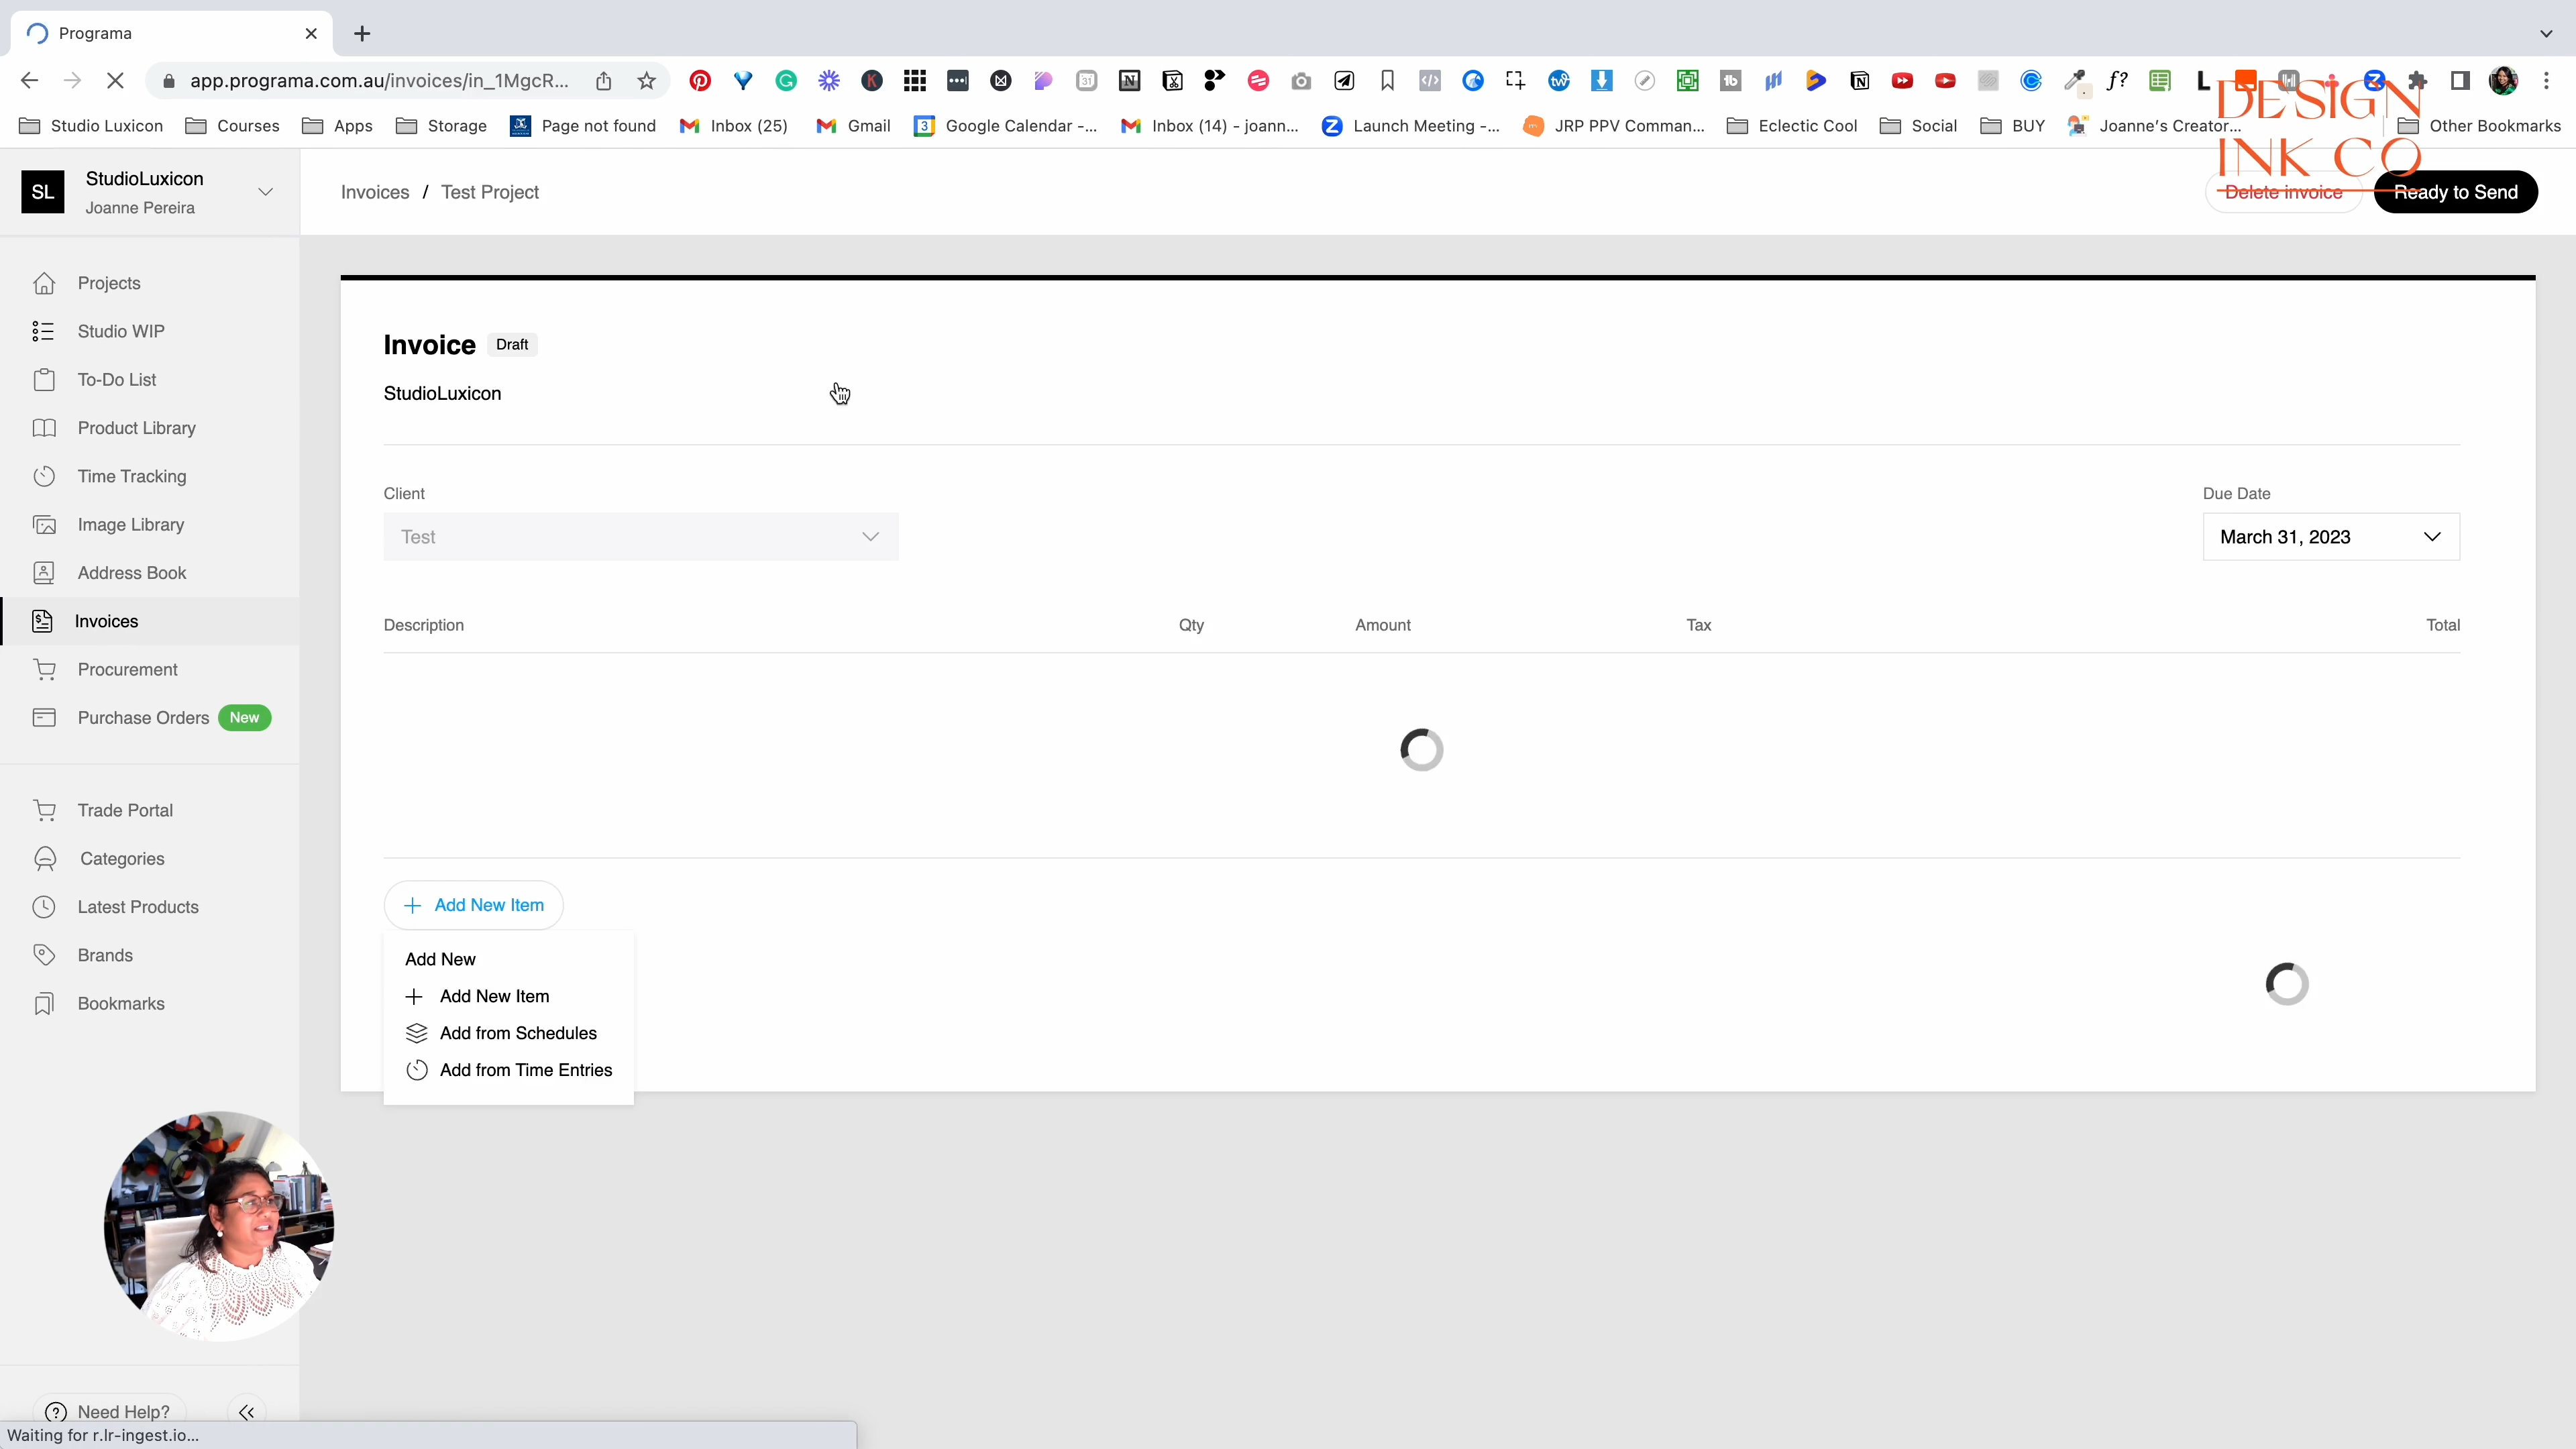 Programa
app.programa.com.au/invoices/in_1MgcR...
Studio Luxicon Courses Apps Storage Page not found Inbox (25) Gmail Google Calendar -... Inbox (14) - joann... Launch Meeting -... JRP PPV Comman... Eclectic Cool Social BUY Joanne's Creator... Other Bookmarks
DESIGN
INK CO
SL StudioLuxicon
Joanne Pereira
Invoices / Test Project
Delete invoice Ready to Send
Projects
Studio WIP
To-Do List
Product Library
Time Tracking
Image Library
Address Book
Invoices
Procurement
Purchase Orders New
Trade Portal
Categories
Latest Products
Brands
Bookmarks
Need Help?
Invoice Draft
StudioLuxicon
Client Due Date
Test March 31, 2023
Description Qty Amount Tax Total
Add New Item
Add New
Add New Item
Add from Schedules
Add from Time Entries
Waiting for r.lr-ingest.io...